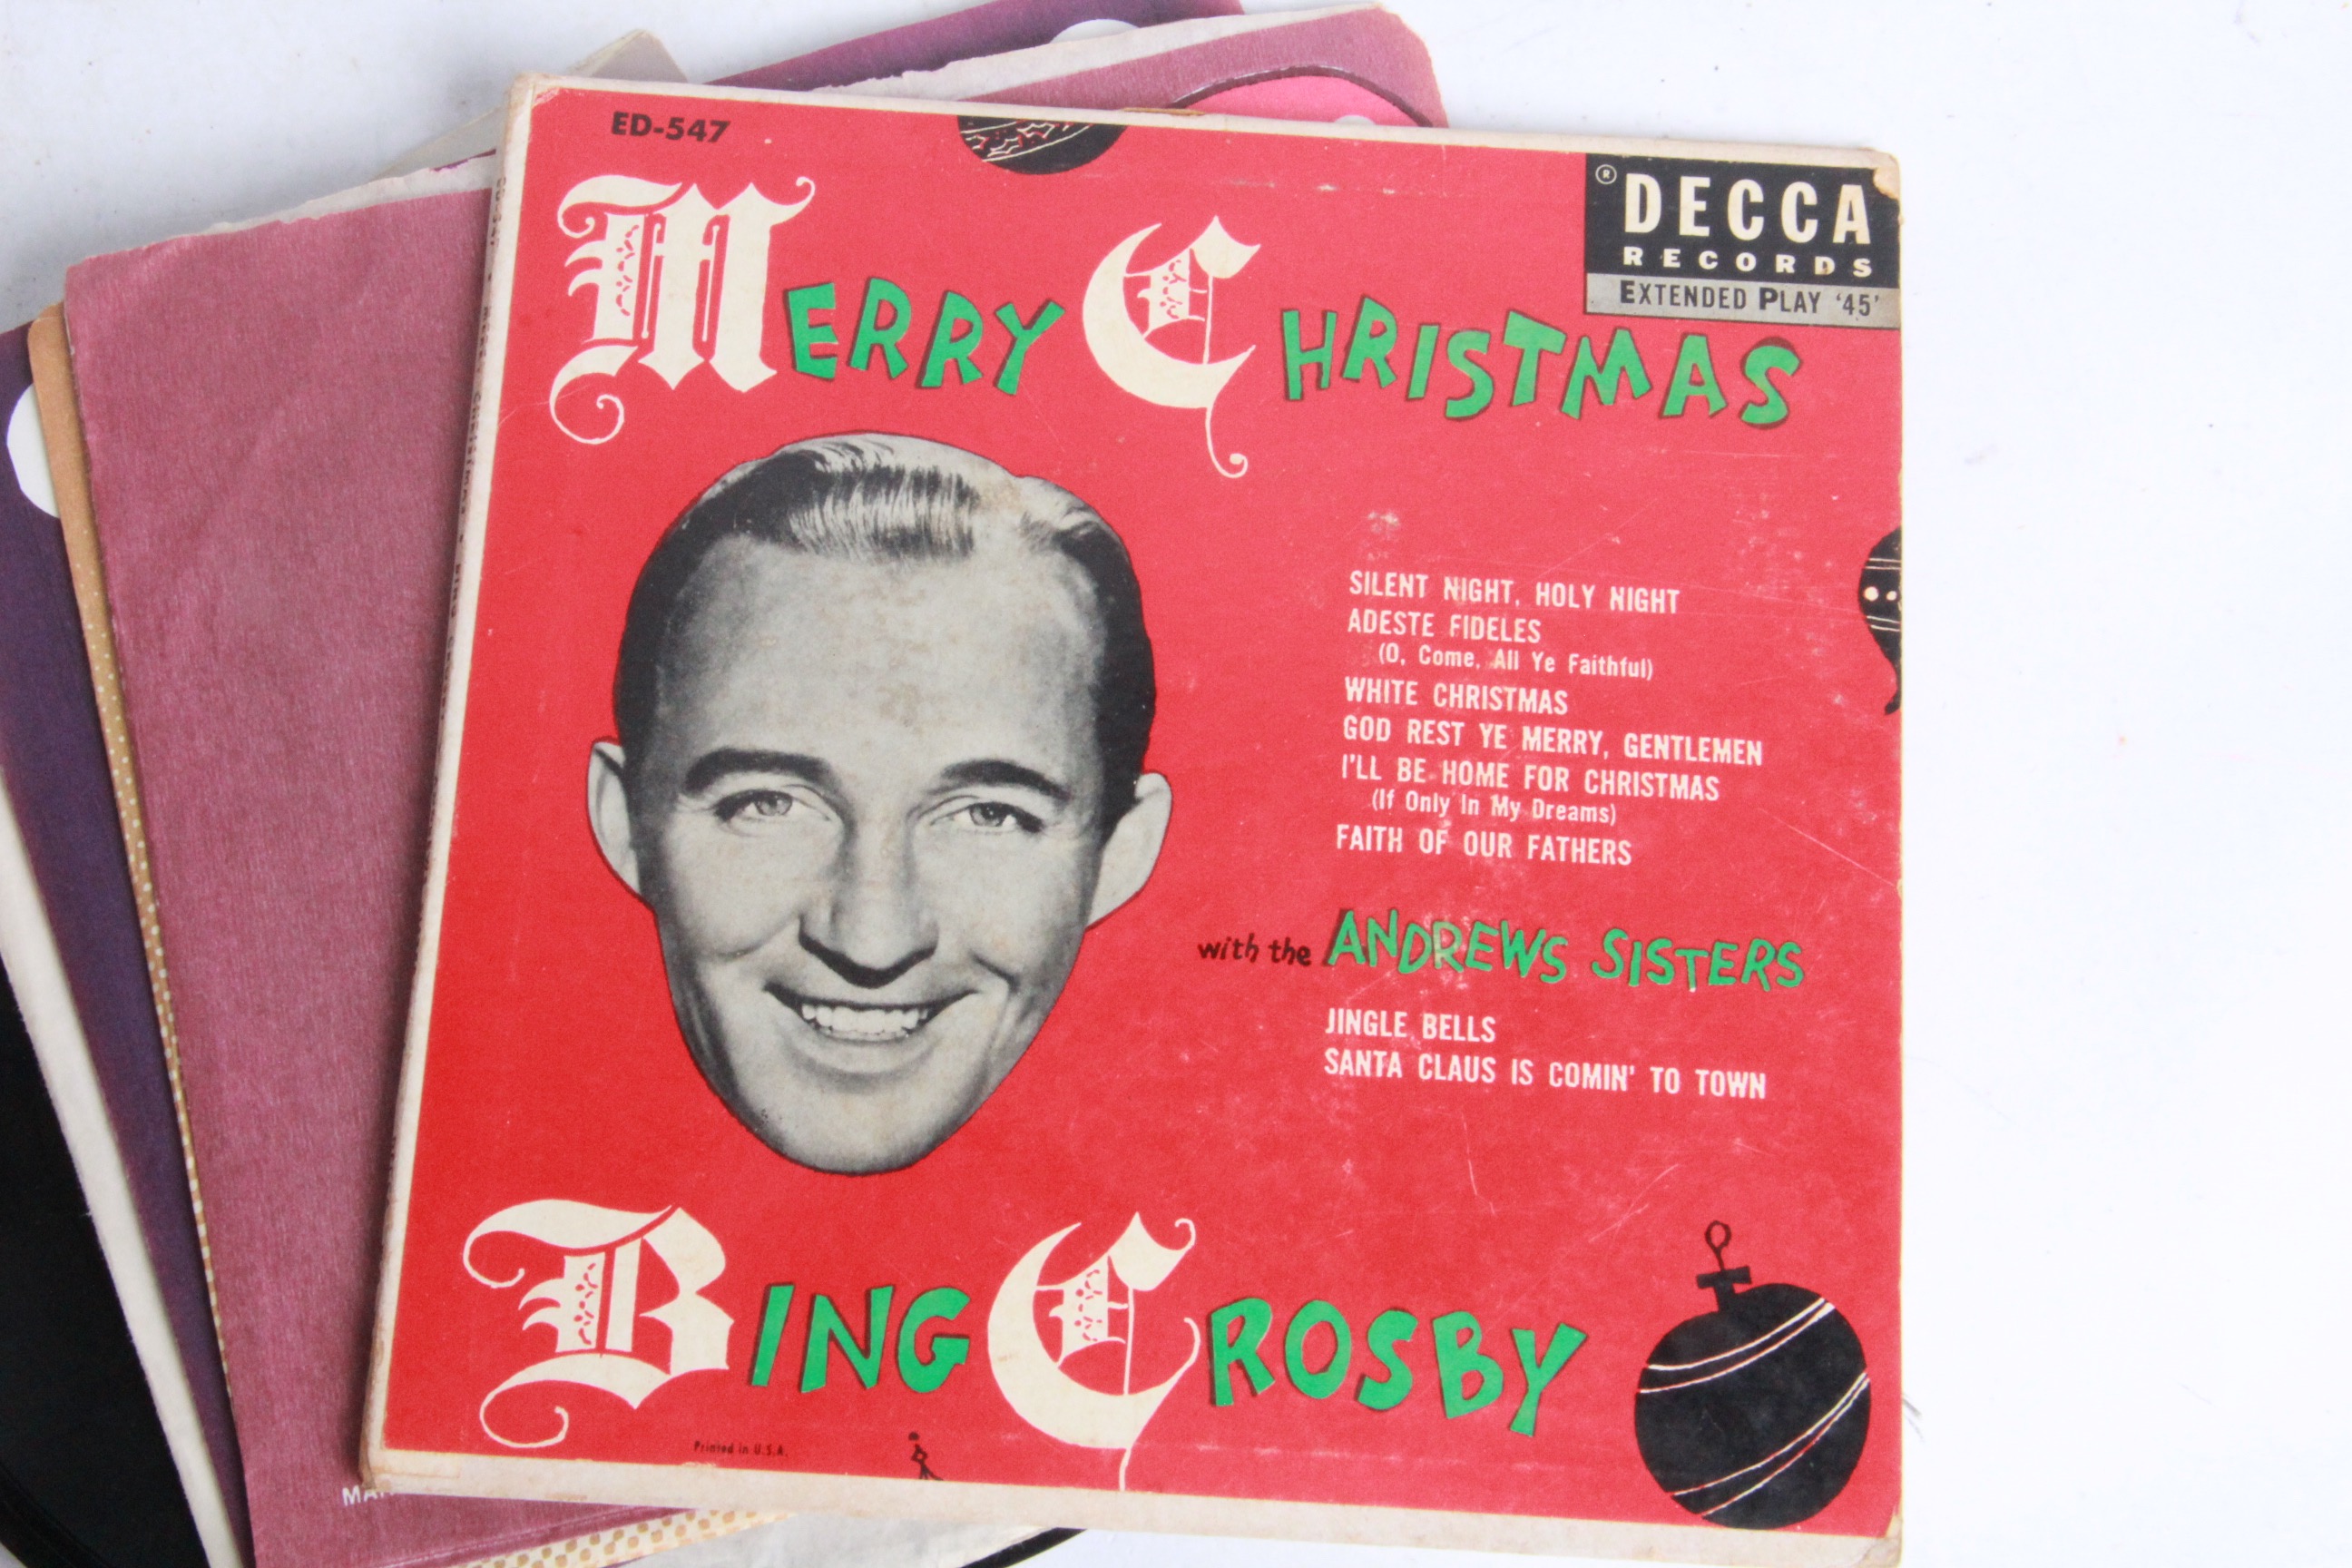 ED-547
DECCA
RECORDS
EXTENDED PLAY '45'
®
MERRY CHRISTMAS
SILENT NIGHT, HOLY NIGHT
ADESTE FIDELES
(O, Come, All Ye Faithful)
WHITE CHRISTMAS
GOD REST YE MERRY, GENTLEMEN
I'LL BE HOME FOR CHRISTMAS
(If Only In My Dreams)
FAITH OF OUR FATHERS
with the ANDREWS SISTERS
JINGLE BELLS
SANTA CLAUS IS COMIN' TO TOWN
BING CROSBY
Printed in U.S.A.